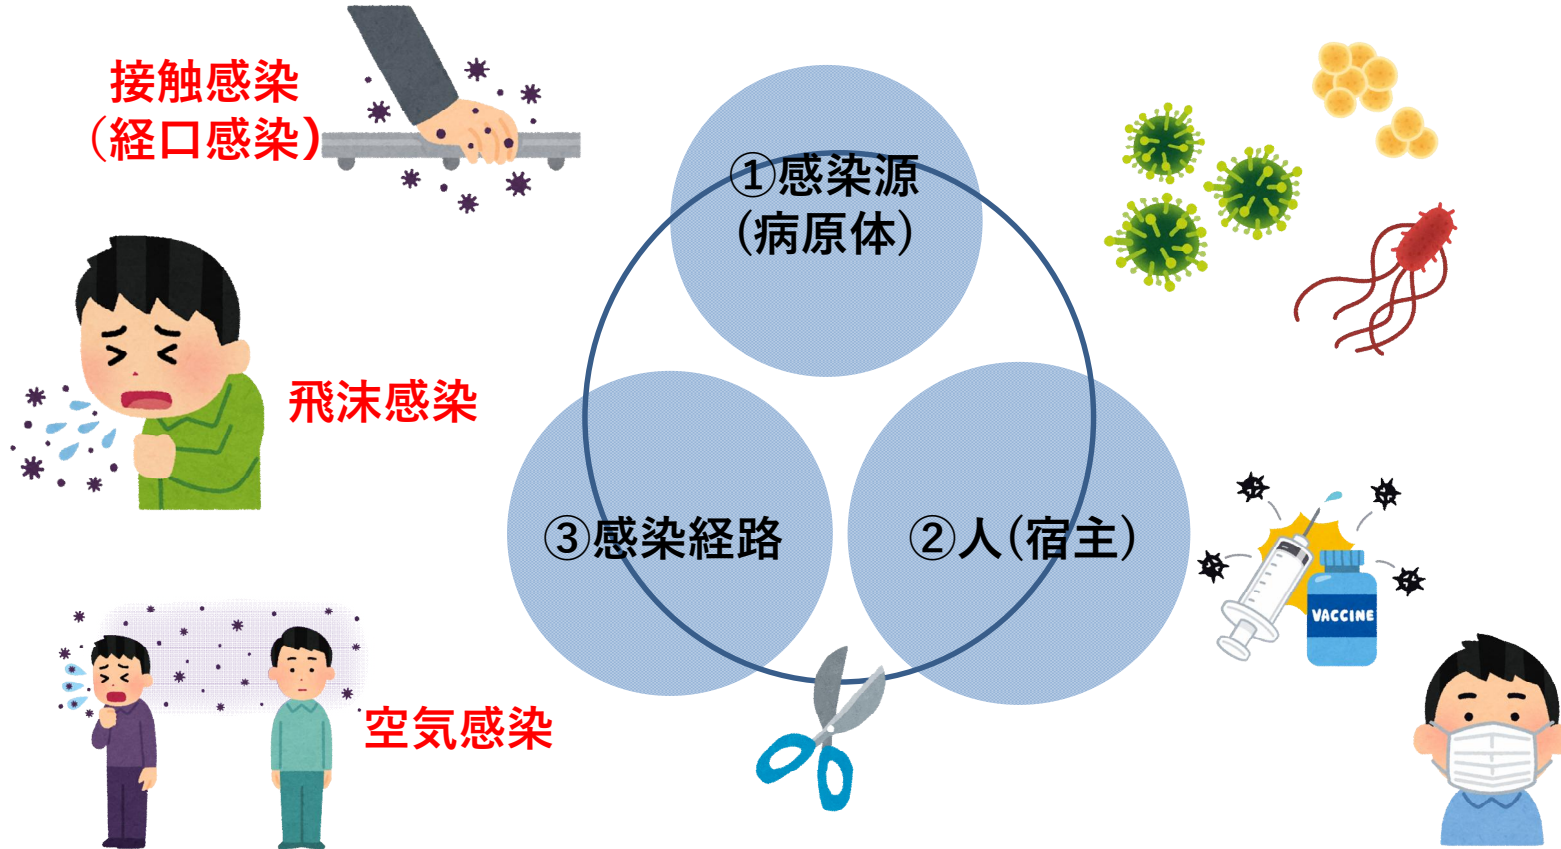 接触感染
（経口感染）
①感染源
(病原体)
飛沫感染
③感染経路
②人(宿主)
VACCINE
空気感染